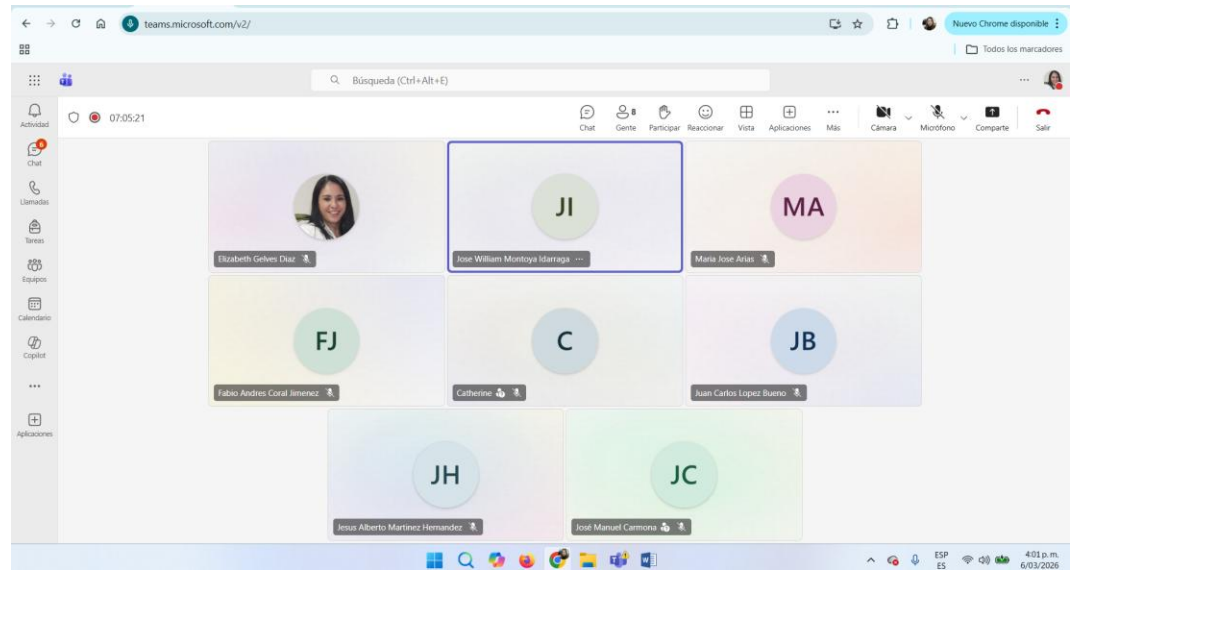 teams.microsoft.com/v2/
Nuevo Chrome disponible
Todos los marcadores
Búsqueda (Ctrl+Alt+E)
07:05:21
8
Chat Gente Participar Reaccionar Vista Aplicaciones Más Cámara Micrófono Comparte Salir
Actividad
6
Chat
Llamadas
Tareas
Equipos
Calendario
Copilot
Aplicaciones
JI
MA
Elizabeth Gelves Diaz
Jose William Montoya Idarraga
Maria Jose Arias
FJ
C
JB
Fabio Andres Coral Jimenez
Catherine
Juan Carlos Lopez Bueno
JH
JC
Jesus Alberto Martinez Hernandez
José Manuel Carmona
ESP
ES
4:01 p. m.
6/03/2026